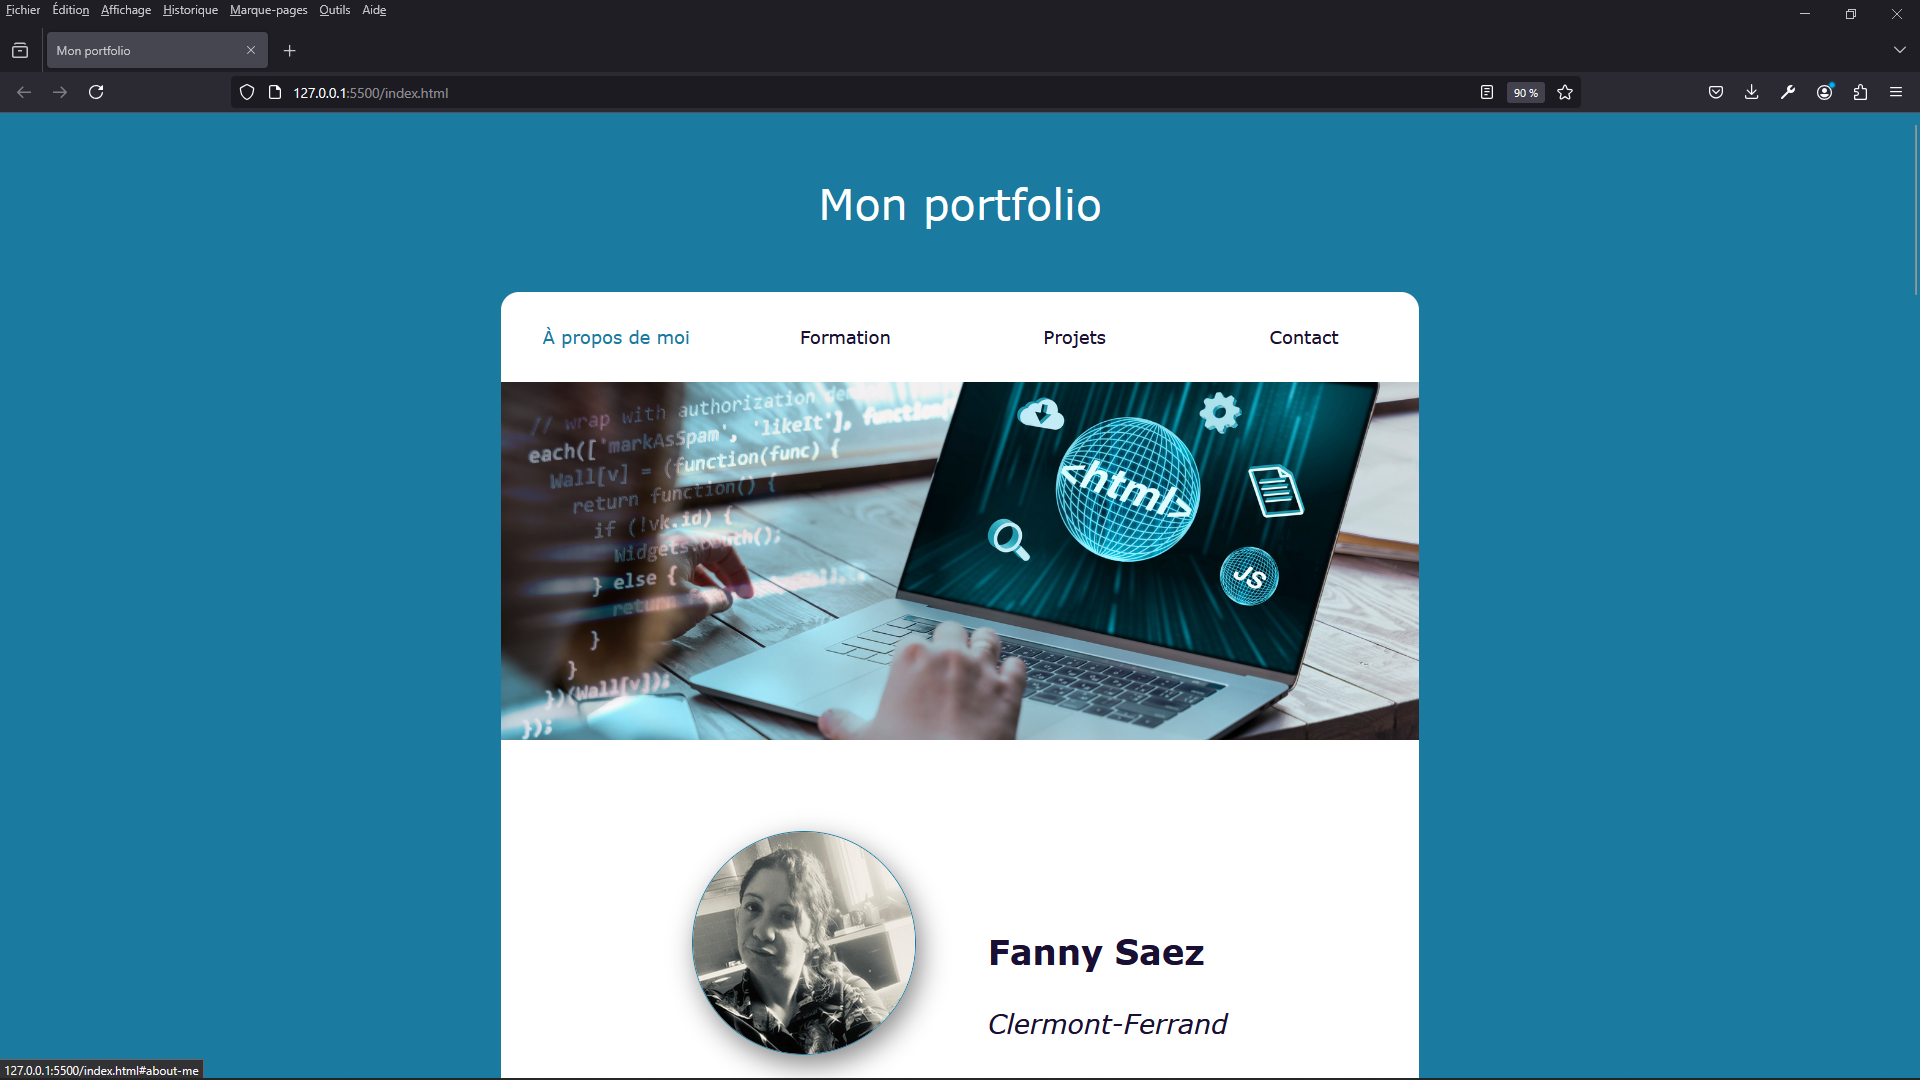 Fichier Édition Affichage Historique Marque-pages Outils Aide
Mon portfolio
127.0.0.1:5500/index.html
90 %
Mon portfolio
À propos de moi Formation Projets Contact
// wrap with authorization
each(['markAsSpam', 'likeIt'], function(
Wall[v] = (function(func) {
return function() {
if (!vk.id) {
} else {
return
}
}
})(Wall[v]);
});
<html>
JS
Fanny Saez
Clermont-Ferrand
127.0.0.1:5500/index.html#about-me